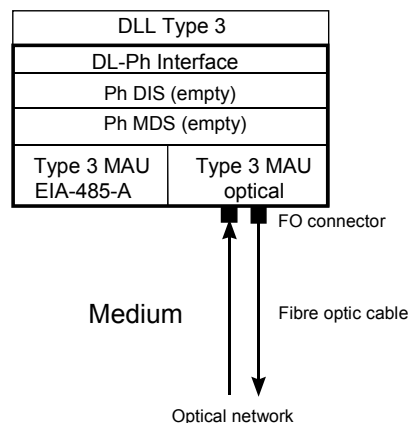 DLL Type 3
DL-Ph Interface
Ph DIS (empty)
Ph MDS (empty)
Type 3 MAU
EIA-485-A
Type 3 MAU
optical
FO connector
Medium
Fibre optic cable
Optical network